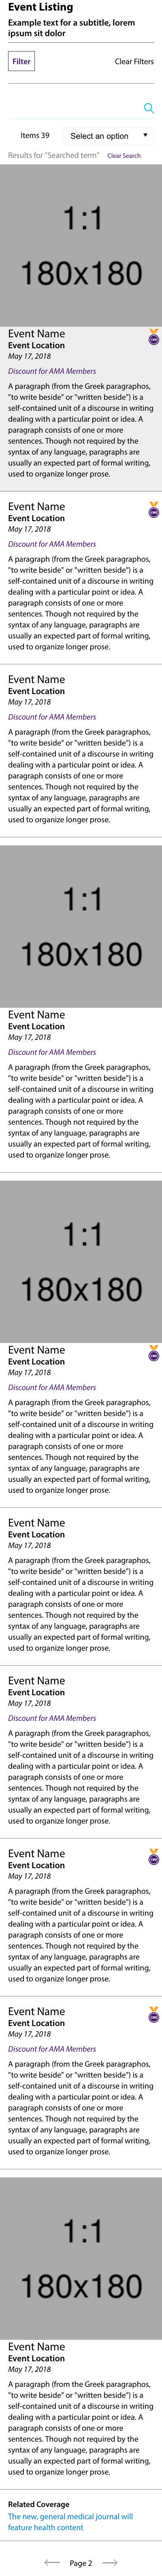 Event Listing
Example text for a subtitle, lorem
ipsum sit dolor
Filter
Clear Filters
Items 39
Select an option
Results for "Searched term" Clear Search
1:1
180x180
Event Name
Event Location
May 17, 2018
Discount for AMA Members
A paragraph (from the Greek paragraphos,
"to write beside" or "written beside") is a
self-contained unit of a discourse in writing
dealing with a particular point or idea. A
paragraph consists of one or more
sentences. Though not required by the
syntax of any language, paragraphs are
usually an expected part of formal writing,
used to organize longer prose.
Event Name
Event Location
May 17, 2018
Discount for AMA Members
A paragraph (from the Greek paragraphos,
"to write beside" or "written beside") is a
self-contained unit of a discourse in writing
dealing with a particular point or idea. A
paragraph consists of one or more
sentences. Though not required by the
syntax of any language, paragraphs are
usually an expected part of formal writing,
used to organize longer prose.
Event Name
Event Location
May 17, 2018
Discount for AMA Members
A paragraph (from the Greek paragraphos,
"to write beside" or "written beside") is a
self-contained unit of a discourse in writing
dealing with a particular point or idea. A
paragraph consists of one or more
sentences. Though not required by the
syntax of any language, paragraphs are
usually an expected part of formal writing,
used to organize longer prose.
1:1
180x180
Event Name
Event Location
May 17, 2018
Discount for AMA Members
A paragraph (from the Greek paragraphos,
"to write beside" or "written beside") is a
self-contained unit of a discourse in writing
dealing with a particular point or idea. A
paragraph consists of one or more
sentences. Though not required by the
syntax of any language, paragraphs are
usually an expected part of formal writing,
used to organize longer prose.
1:1
180x180
Event Name
Event Location
May 17, 2018
Discount for AMA Members
A paragraph (from the Greek paragraphos,
"to write beside" or "written beside") is a
self-contained unit of a discourse in writing
dealing with a particular point or idea. A
paragraph consists of one or more
sentences. Though not required by the
syntax of any language, paragraphs are
usually an expected part of formal writing,
used to organize longer prose.
Event Name
Event Location
May 17, 2018
A paragraph (from the Greek paragraphos,
"to write beside" or "written beside") is a
self-contained unit of a discourse in writing
dealing with a particular point or idea. A
paragraph consists of one or more
sentences. Though not required by the
syntax of any language, paragraphs are
usually an expected part of formal writing,
used to organize longer prose.
Event Name
Event Location
May 17, 2018
Discount for AMA Members
A paragraph (from the Greek paragraphos,
"to write beside" or "written beside") is a
self-contained unit of a discourse in writing
dealing with a particular point or idea. A
paragraph consists of one or more
sentences. Though not required by the
syntax of any language, paragraphs are
usually an expected part of formal writing,
used to organize longer prose.
Event Name
Event Location
May 17, 2018
A paragraph (from the Greek paragraphos,
"to write beside" or "written beside") is a
self-contained unit of a discourse in writing
dealing with a particular point or idea. A
paragraph consists of one or more
sentences. Though not required by the
syntax of any language, paragraphs are
usually an expected part of formal writing,
used to organize longer prose.
Event Name
Event Location
May 17, 2018
Discount for AMA Members
A paragraph (from the Greek paragraphos,
"to write beside" or "written beside") is a
self-contained unit of a discourse in writing
dealing with a particular point or idea. A
paragraph consists of one or more
sentences. Though not required by the
syntax of any language, paragraphs are
usually an expected part of formal writing,
used to organize longer prose.
1:1
180x180
Event Name
Event Location
May 17, 2018
A paragraph (from the Greek paragraphos,
"to write beside" or "written beside") is a
self-contained unit of a discourse in writing
dealing with a particular point or idea. A
paragraph consists of one or more
sentences. Though not required by the
syntax of any language, paragraphs are
usually an expected part of formal writing,
used to organize longer prose.
Related Coverage
The new, general medical journal will
feature health content
Page 2